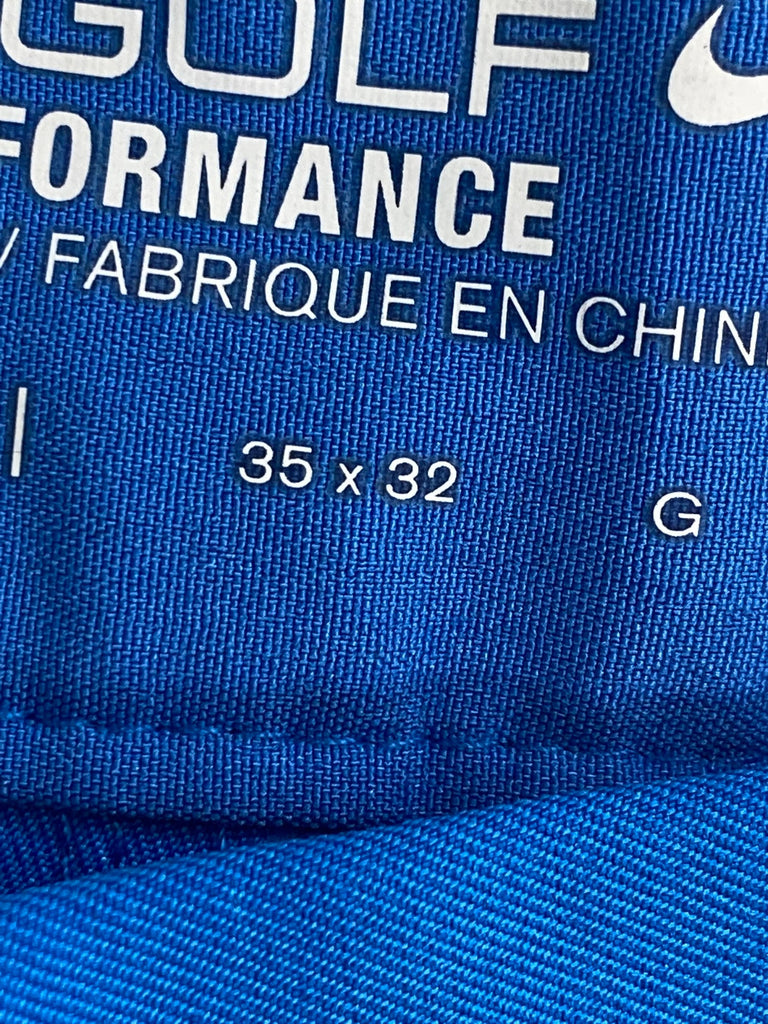 GOLF
FORMANCE
/ FABRIQUE EN CHIN
| 35 x 32 G